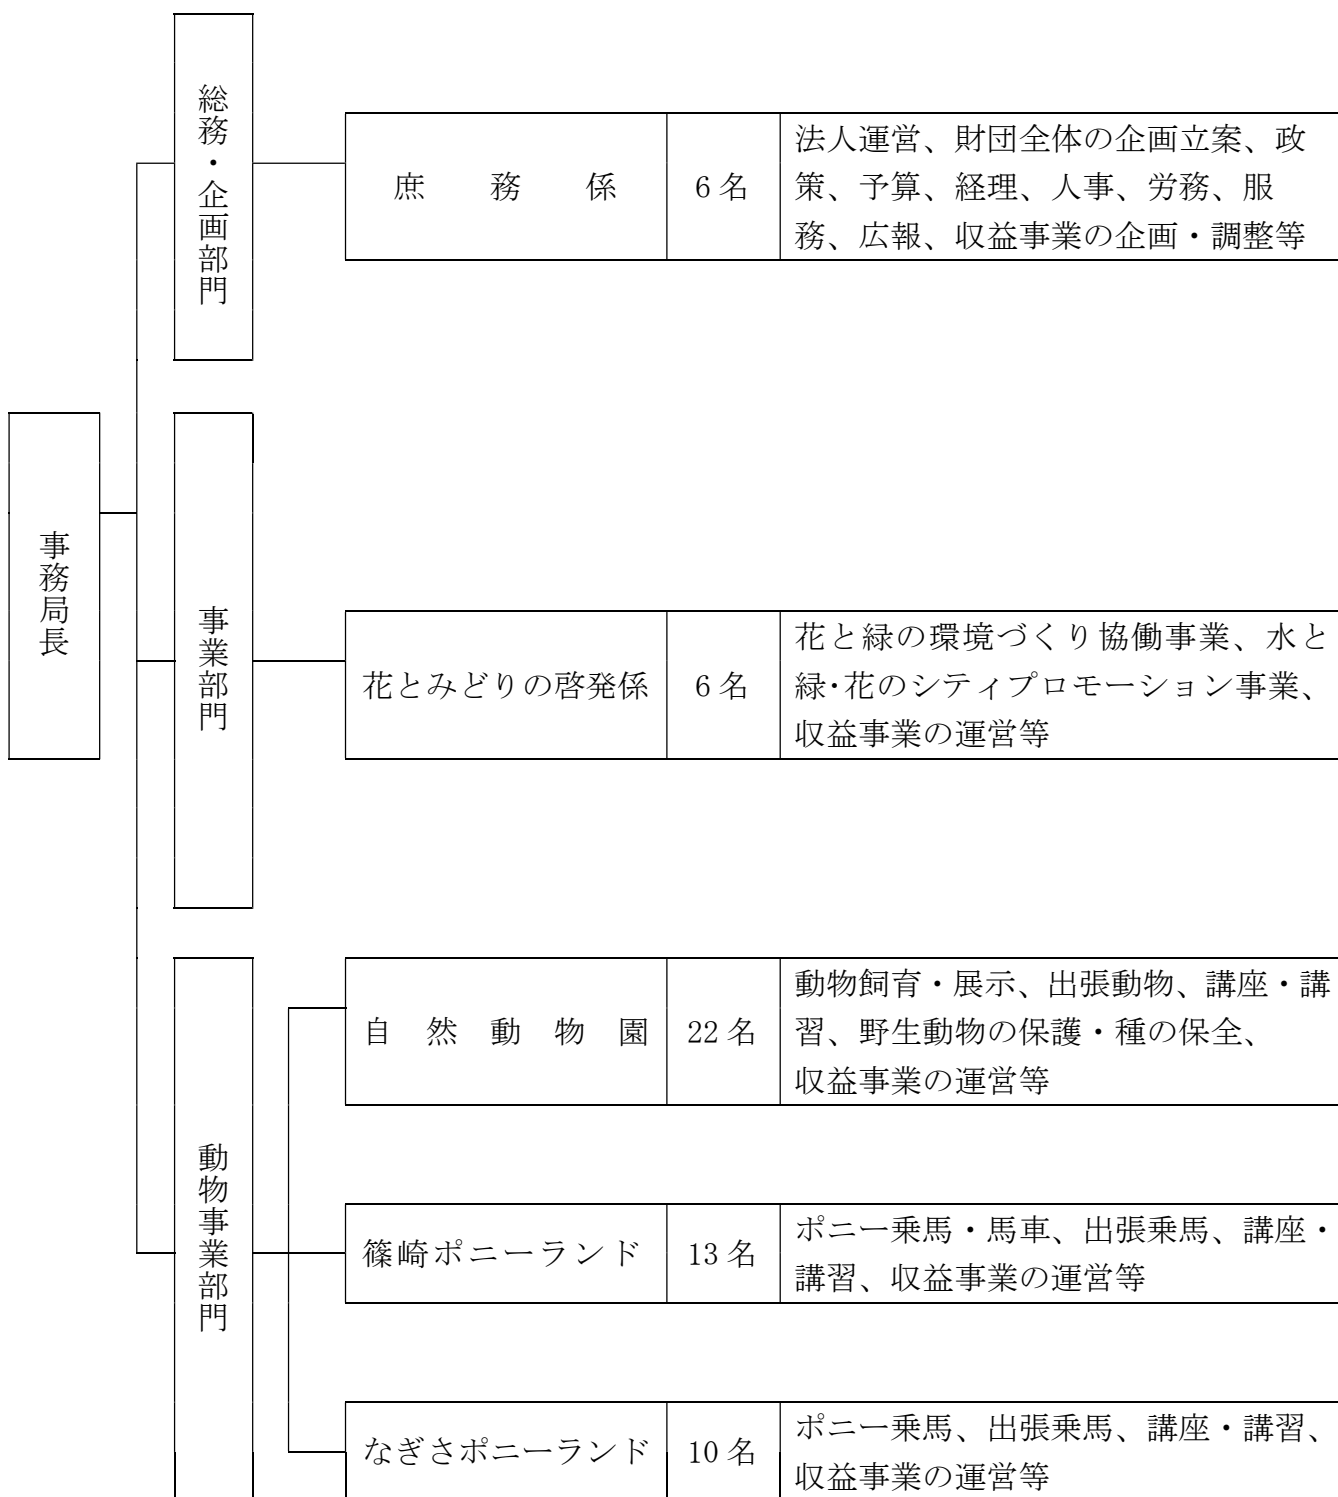 総務・企画部門
庶務係
6名
法人運営、財団全体の企画立案、政
策、予算、経理、人事、労務、服
務、広報、収益事業の企画・調整等
事務局長
事業部門
花とみどりの啓発係
6名
花と緑の環境づくり協働事業、水と
緑・花のシティプロモーション事業、
収益事業の運営等
動物事業部門
自然動物園
22名
動物飼育・展示、出張動物、講座・講
習、野生動物の保護・種の保全、
収益事業の運営等
篠崎ポニーランド
13名
ポニー乗馬・馬車、出張乗馬、講座・
講習、収益事業の運営等
なぎさポニーランド
10名
ポニー乗馬、出張乗馬、講座・講習、
収益事業の運営等